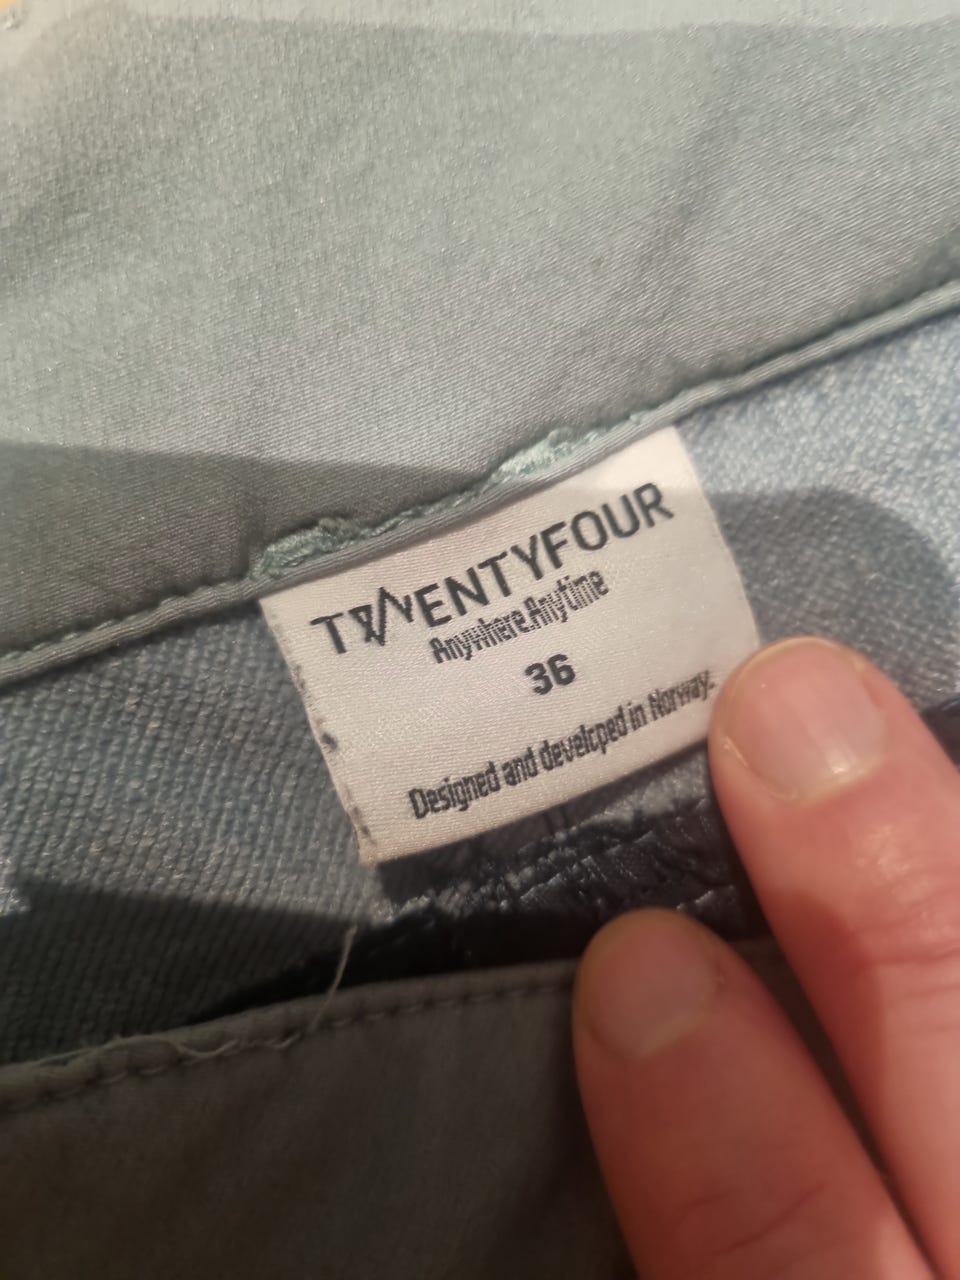 TWENTYFOUR
Anywhere.Anytime
36
Designed and developed in Norway.